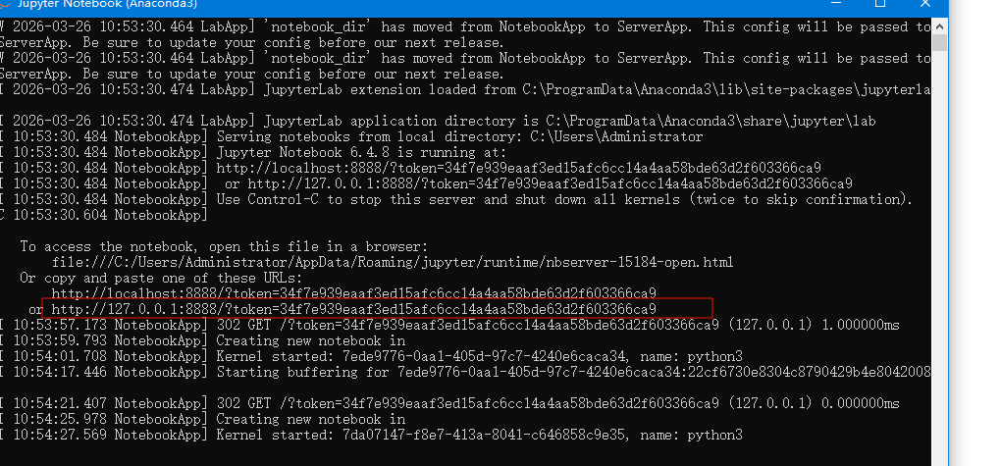 Jupyter Notebook (Anaconda3)
W 2026-03-26 10:53:30.464 LabApp] 'notebook_dir' has moved from NotebookApp to ServerApp. This config will be passed to
ServerApp. Be sure to update your config before our next release.
W 2026-03-26 10:53:30.464 LabApp] 'notebook_dir' has moved from NotebookApp to ServerApp. This config will be passed to
ServerApp. Be sure to update your config before our next release.
I 2026-03-26 10:53:30.474 LabApp] JupyterLab extension loaded from C:\ProgramData\Anaconda3\lib\site-packages\jupyterla
I 2026-03-26 10:53:30.474 LabApp] JupyterLab application directory is C:\ProgramData\Anaconda3\share\jupyter\lab
I 10:53:30.484 NotebookApp] Serving notebooks from local directory: C:\Users\Administrator
I 10:53:30.484 NotebookApp] Jupyter Notebook 6.4.8 is running at:
I 10:53:30.484 NotebookApp] http://localhost:8888/?token=34f7e939eaaf3ed15afc6cc14a4aa58bde63d2f603366ca9
I 10:53:30.484 NotebookApp]  or http://127.0.0.1:8888/?token=34f7e939eaaf3ed15afc6cc14a4aa58bde63d2f603366ca9
I 10:53:30.484 NotebookApp] Use Control-C to stop this server and shut down all kernels (twice to skip confirmation).
C 10:53:30.604 NotebookApp]
To access the notebook, open this file in a browser:
file:///C:/Users/Administrator/AppData/Roaming/jupyter/runtime/nbserver-15184-open.html
Or copy and paste one of these URLs:
http://localhost:8888/?token=34f7e939eaaf3ed15afc6cc14a4aa58bde63d2f603366ca9
or http://127.0.0.1:8888/?token=34f7e939eaaf3ed15afc6cc14a4aa58bde63d2f603366ca9
I 10:53:57.173 NotebookApp] 302 GET /?token=34f7e939eaaf3ed15afc6cc14a4aa58bde63d2f603366ca9 (127.0.0.1) 1.000000ms
I 10:53:59.793 NotebookApp] Creating new notebook in
I 10:54:01.708 NotebookApp] Kernel started: 7ede9776-0aa1-405d-97c7-4240e6caca34, name: python3
I 10:54:17.446 NotebookApp] Starting buffering for 7ede9776-0aa1-405d-97c7-4240e6caca34:22cf6730e8304c8790429b4e8042008
I 10:54:21.407 NotebookApp] 302 GET /?token=34f7e939eaaf3ed15afc6cc14a4aa58bde63d2f603366ca9 (127.0.0.1) 0.000000ms
I 10:54:25.978 NotebookApp] Creating new notebook in
I 10:54:27.569 NotebookApp] Kernel started: 7da07147-f8e7-413a-8041-c646858c9e35, name: python3